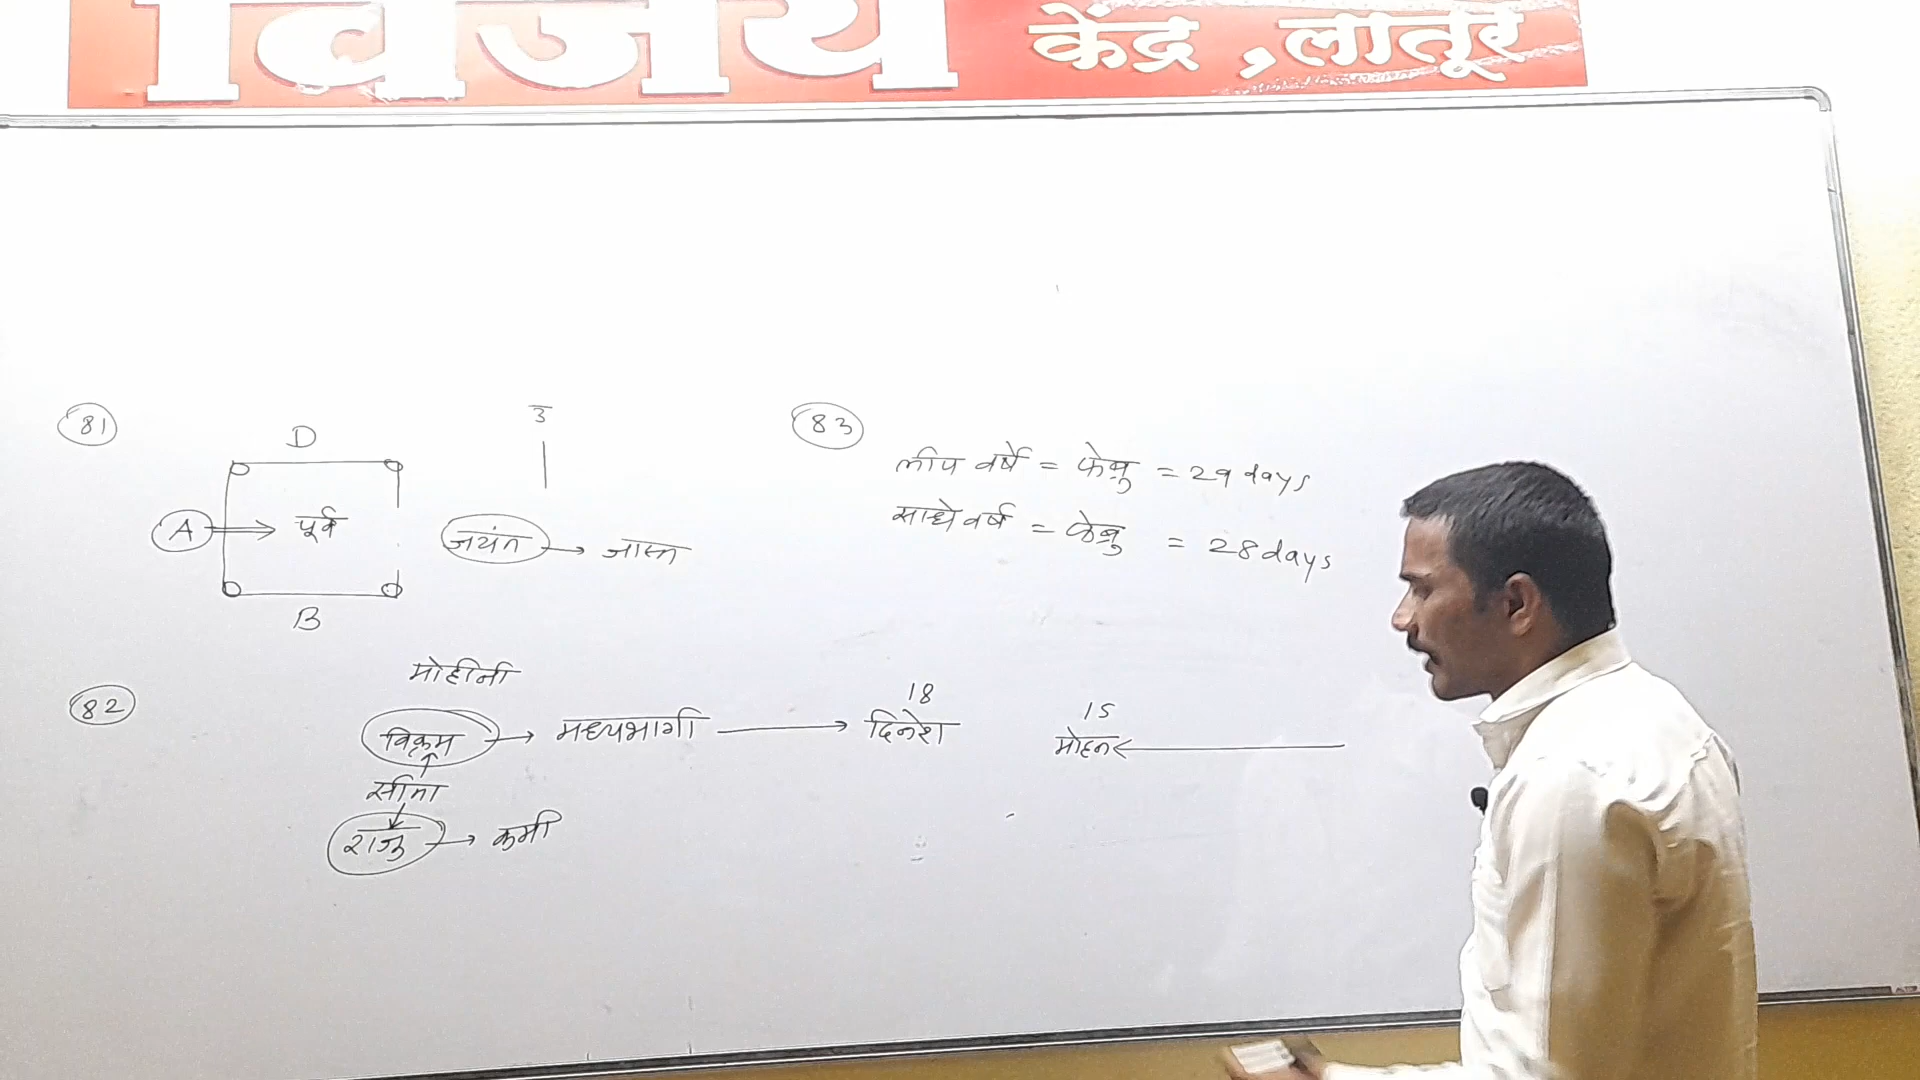 विजय केंद्र, लातूर
81
D
A → पूर्व
B
उ
जयंत → जास्त
82
मोहीनी
विक्रम → मध्यभागी → दिनेश 18
मोहन 15
सीता
राजु → कमी
83
लीप वर्षे = फेब्रु = 29 days
साधे वर्ष = फेब्रु = 28 days